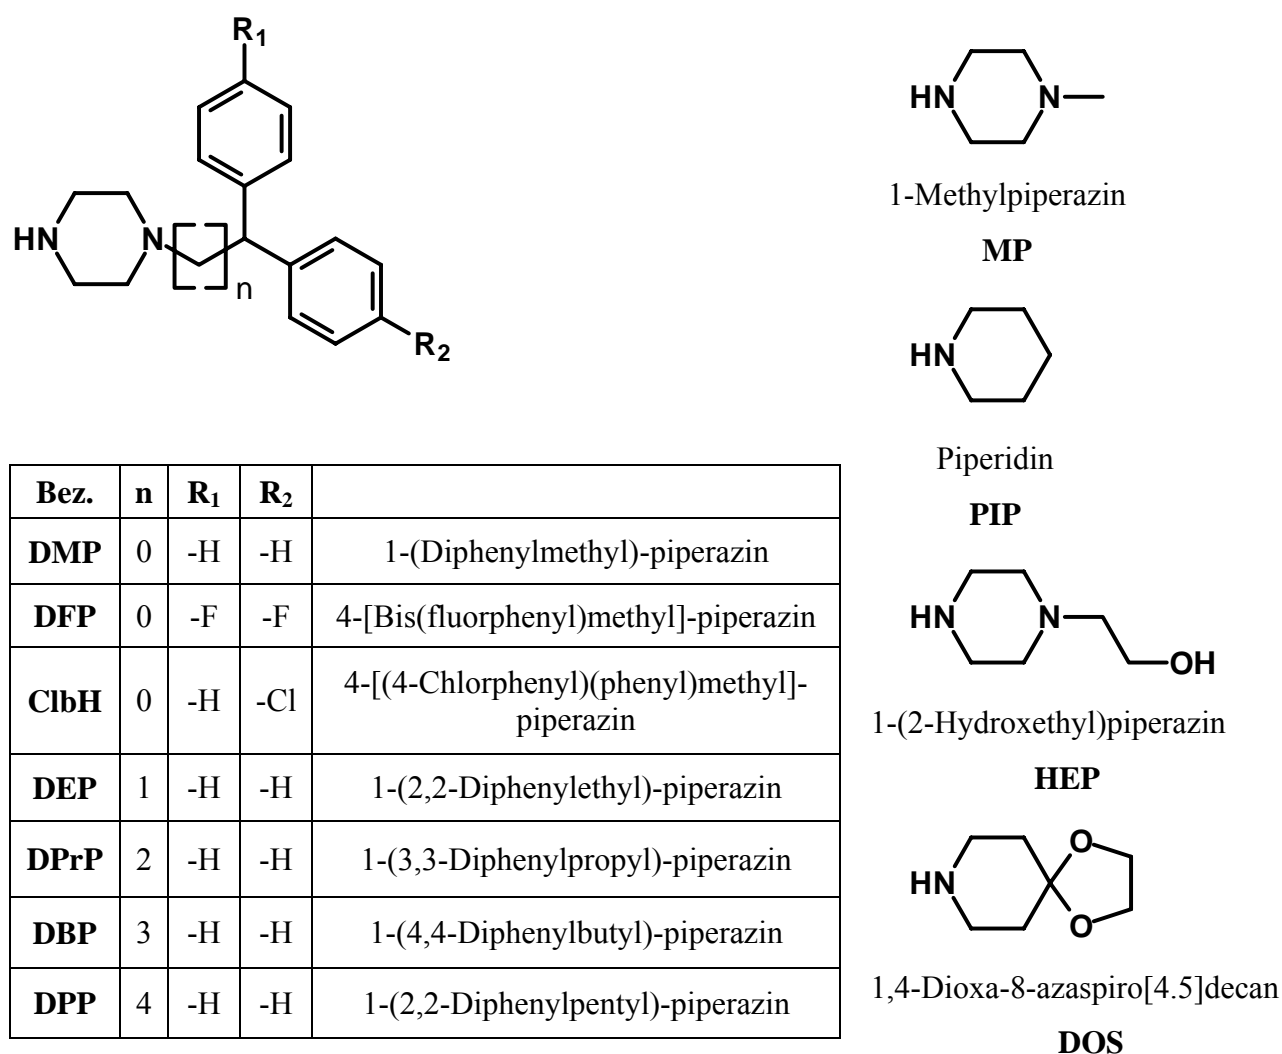 R₁
HN
N
n
R₂
Bez. n R₁ R₂
DMP 0 -H -H 1-(Diphenylmethyl)-piperazin
DFP 0 -F -F 4-[Bis(fluorphenyl)methyl]-piperazin
ClbH 0 -H -Cl 4-[(4-Chlorphenyl)(phenyl)methyl]-
piperazin
DEP 1 -H -H 1-(2,2-Diphenylethyl)-piperazin
DPrP 2 -H -H 1-(3,3-Diphenylpropyl)-piperazin
DBP 3 -H -H 1-(4,4-Diphenylbutyl)-piperazin
DPP 4 -H -H 1-(2,2-Diphenylpentyl)-piperazin
HN N
1-Methylpiperazin
MP
HN
Piperidin
PIP
HN N
OH
1-(2-Hydroxethyl)piperazin
HEP
O
HN
O
1,4-Dioxa-8-azaspiro[4.5]decan
DOS